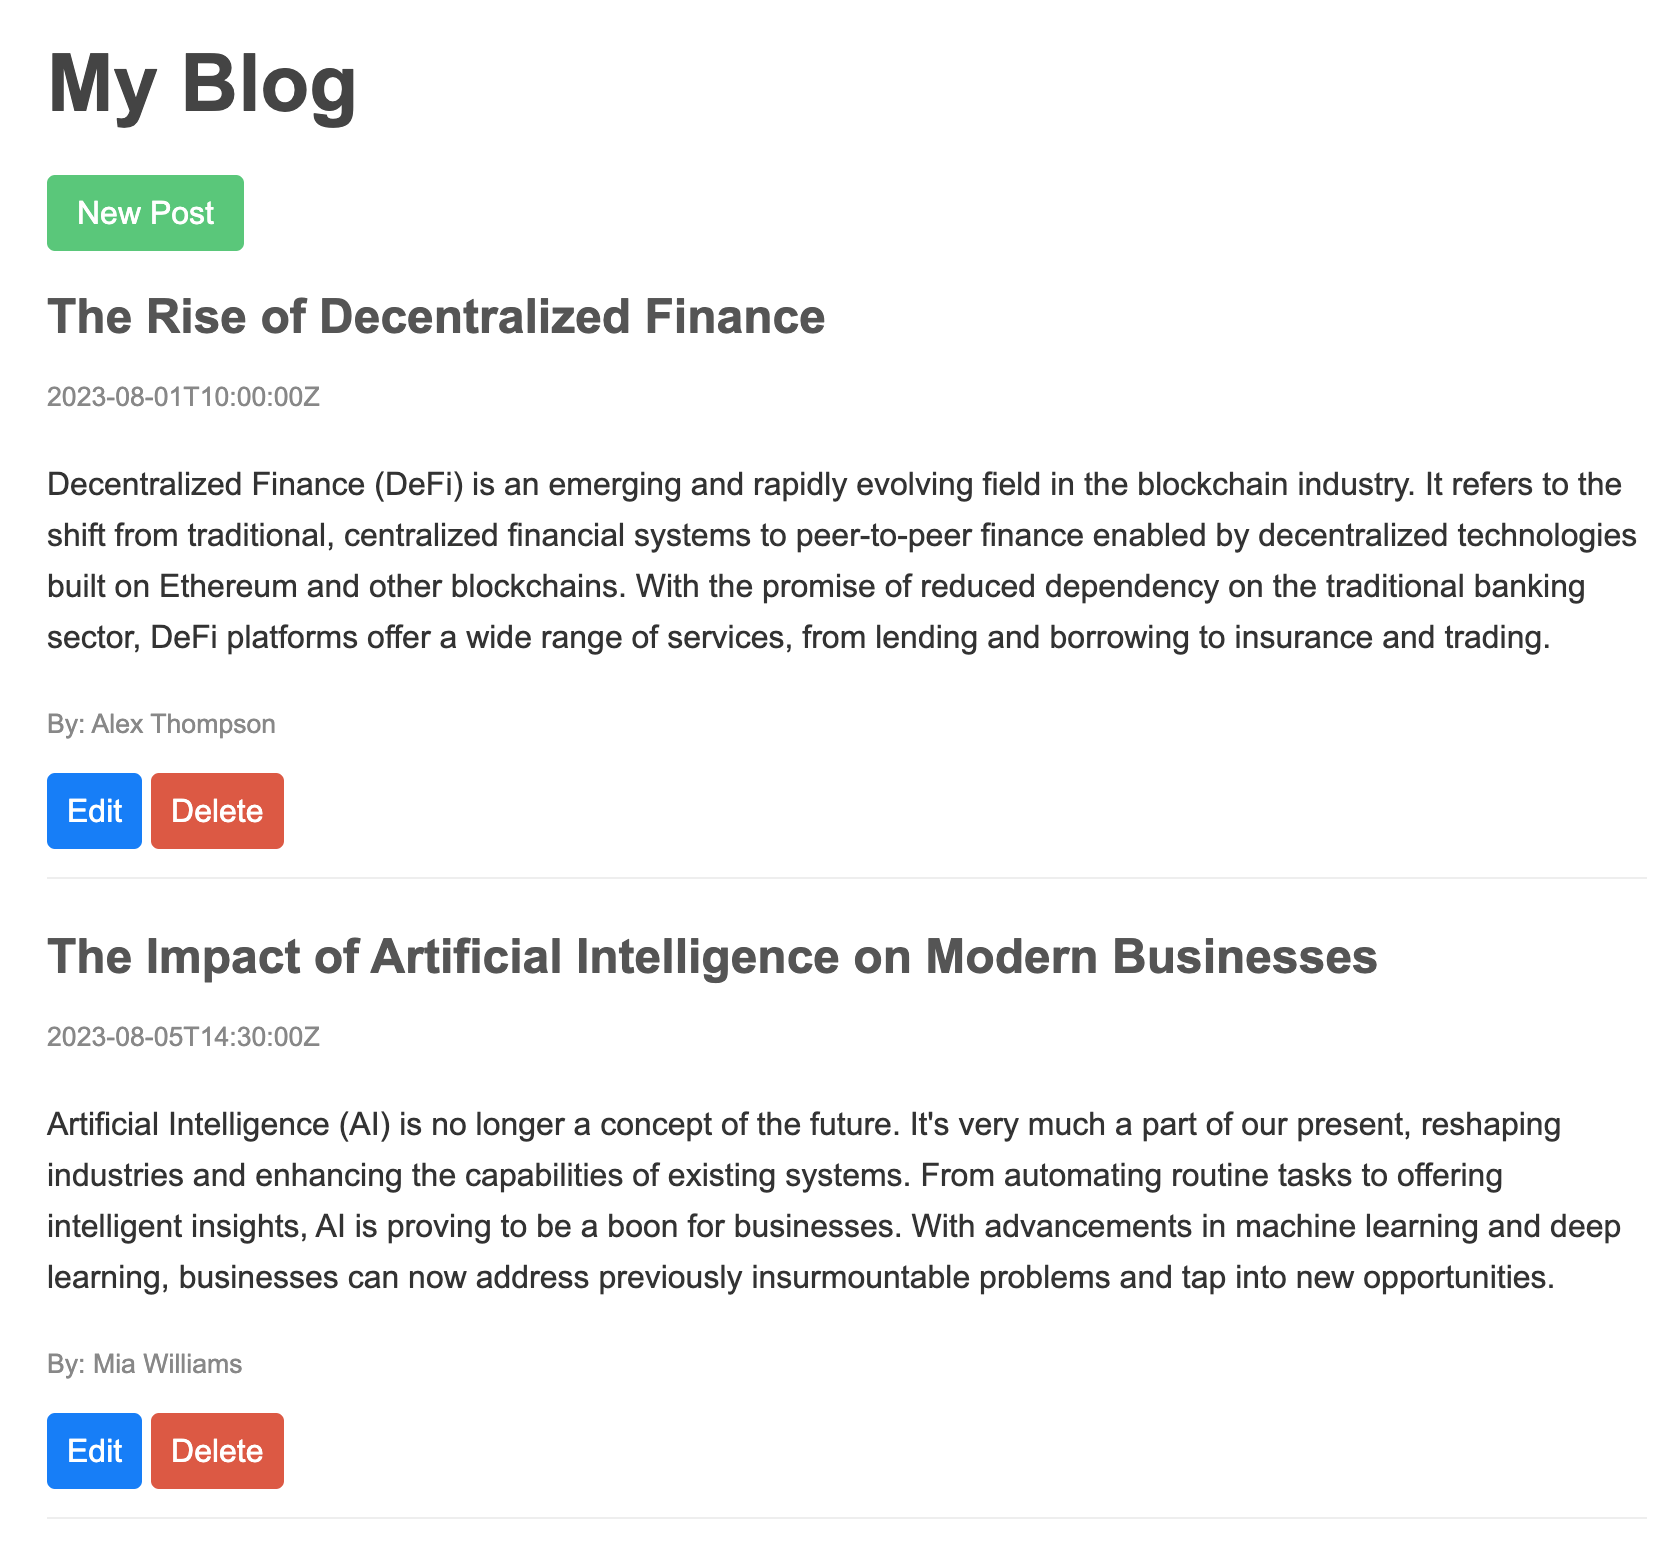 My Blog
New Post
The Rise of Decentralized Finance
2023-08-01T10:00:00Z
Decentralized Finance (DeFi) is an emerging and rapidly evolving field in the blockchain industry. It refers to the
shift from traditional, centralized financial systems to peer-to-peer finance enabled by decentralized technologies
built on Ethereum and other blockchains. With the promise of reduced dependency on the traditional banking
sector, DeFi platforms offer a wide range of services, from lending and borrowing to insurance and trading.
By: Alex Thompson
Edit Delete
The Impact of Artificial Intelligence on Modern Businesses
2023-08-05T14:30:00Z
Artificial Intelligence (AI) is no longer a concept of the future. It's very much a part of our present, reshaping
industries and enhancing the capabilities of existing systems. From automating routine tasks to offering
intelligent insights, AI is proving to be a boon for businesses. With advancements in machine learning and deep
learning, businesses can now address previously insurmountable problems and tap into new opportunities.
By: Mia Williams
Edit Delete